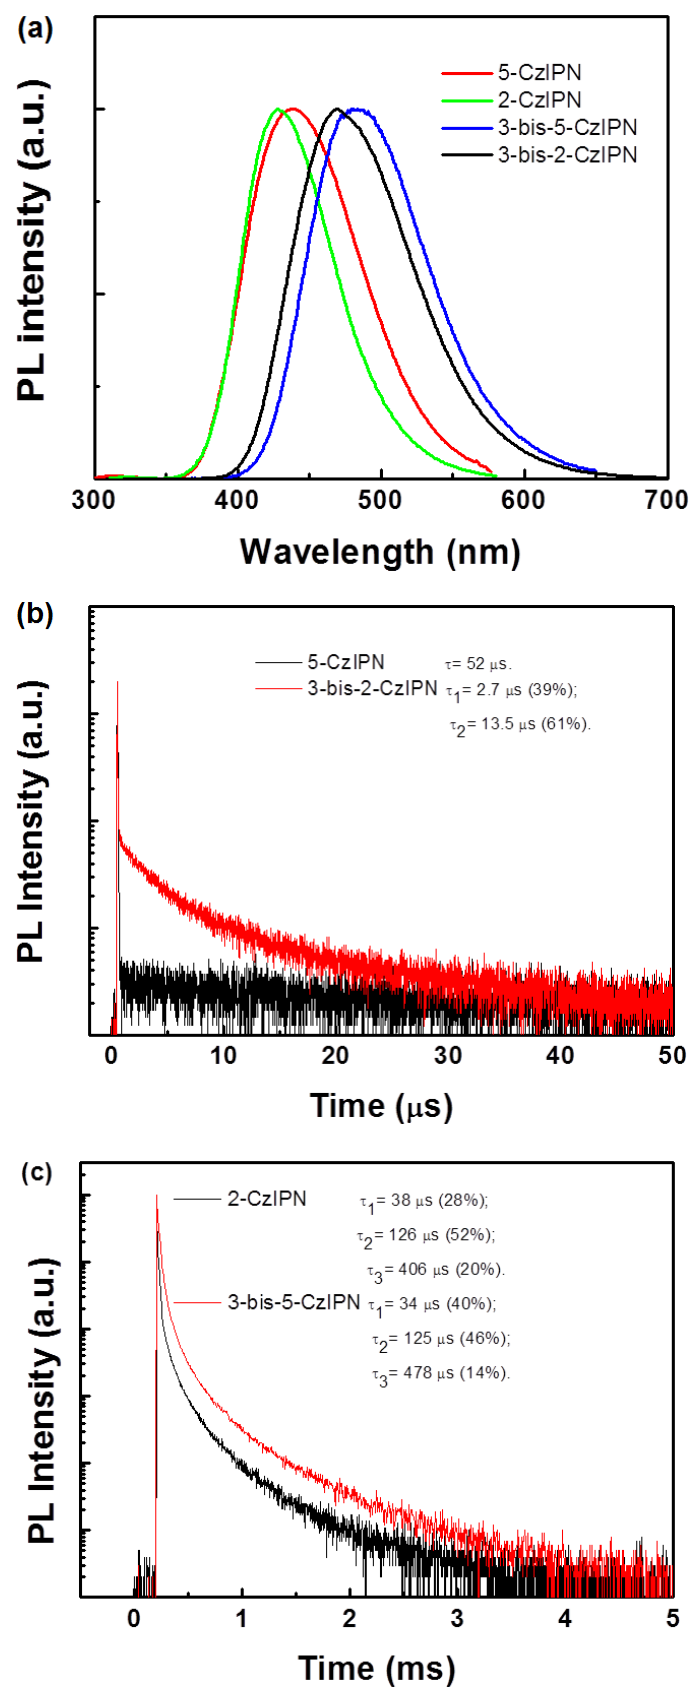 (a)
PL intensity (a.u.)
5-CzIPN
2-CzIPN
3-bis-5-CzIPN
3-bis-2-CzIPN
300 400 500 600 700
Wavelength (nm)
(b)
PL Intensity (a.u.)
5-CzIPN τ= 52 μs.
3-bis-2-CzIPN τ1= 2.7 μs (39%);
τ2= 13.5 μs (61%).
0 10 20 30 40 50
Time (μs)
(c)
PL Intensity (a.u.)
2-CzIPN τ1= 38 μs (28%);
τ2= 126 μs (52%);
τ3= 406 μs (20%).
3-bis-5-CzIPN τ1= 34 μs (40%);
τ2= 125 μs (46%);
τ3= 478 μs (14%).
0 1 2 3 4 5
Time (ms)